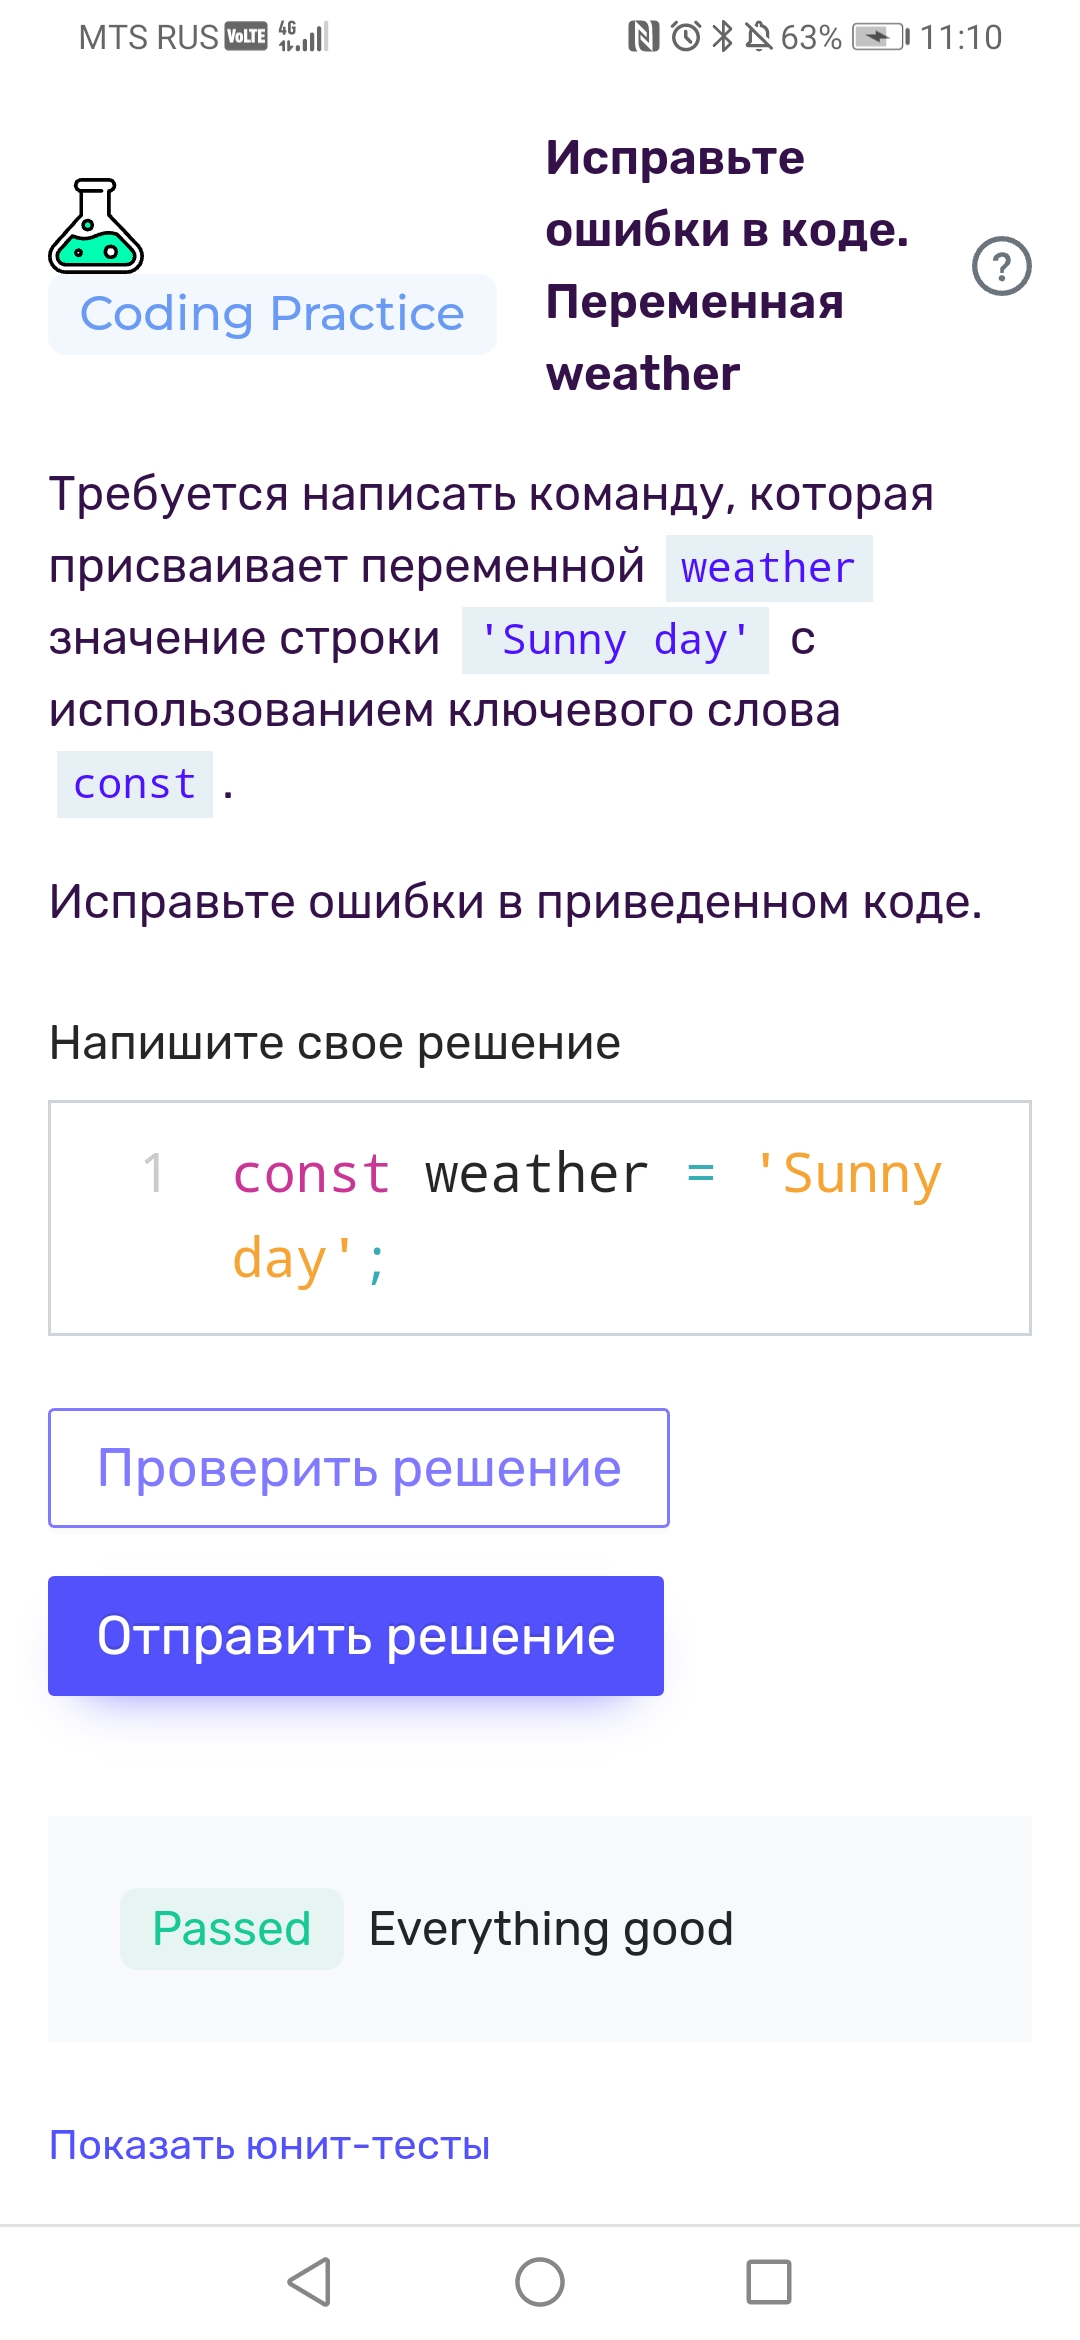 MTS RUS VoLTE 4G 63% 11:10
Coding Practice
Исправьте
ошибки в коде.
Переменная
weather
?
Требуется написать команду, которая
присваивает переменной weather
значение строки 'Sunny day' с
использованием ключевого слова
const .
Исправьте ошибки в приведенном коде.
Напишите свое решение
1 const weather = 'Sunny
day';
Проверить решение
Отправить решение
Passed Everything good
Показать юнит-тесты